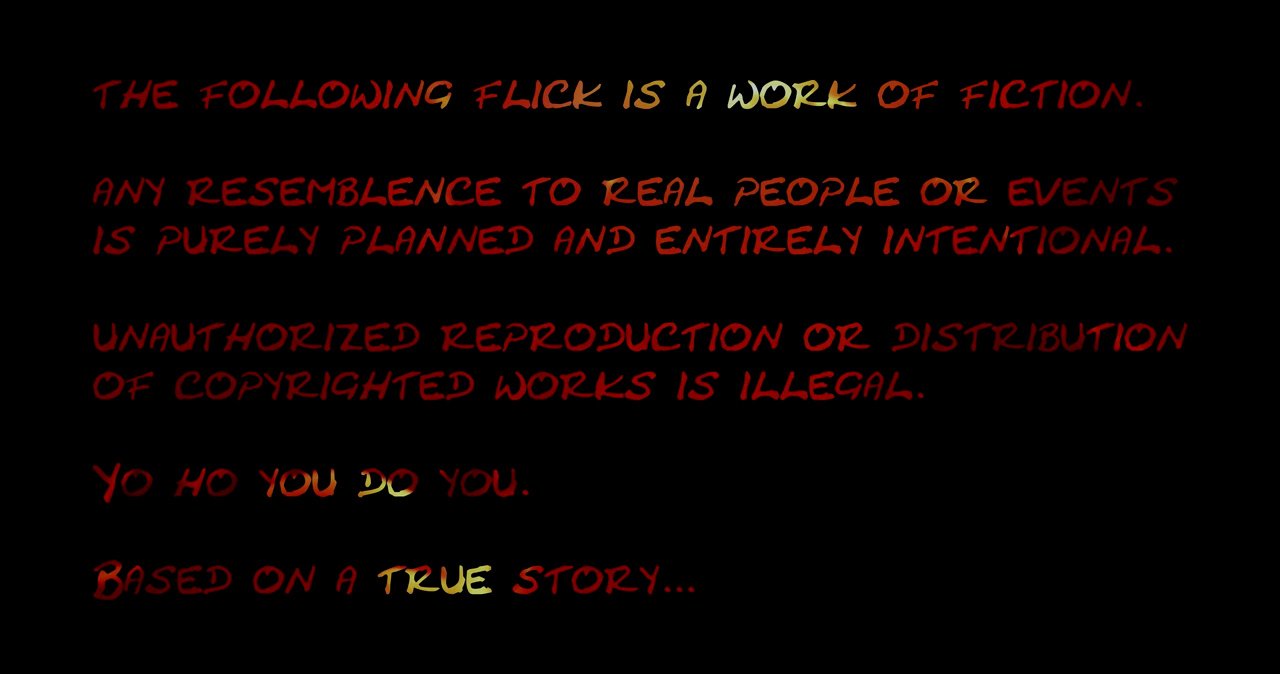 THE FOLLOWING FLICK IS A WORK OF FICTION.
ANY RESEMBLENCE TO REAL PEOPLE OR EVENTS
IS PURELY PLANNED AND ENTIRELY INTENTIONAL.
UNAUTHORIZED REPRODUCTION OR DISTRIBUTION
OF COPYRIGHTED WORKS IS ILLEGAL.
YO HO YOU DO YOU.
BASED ON A TRUE STORY...